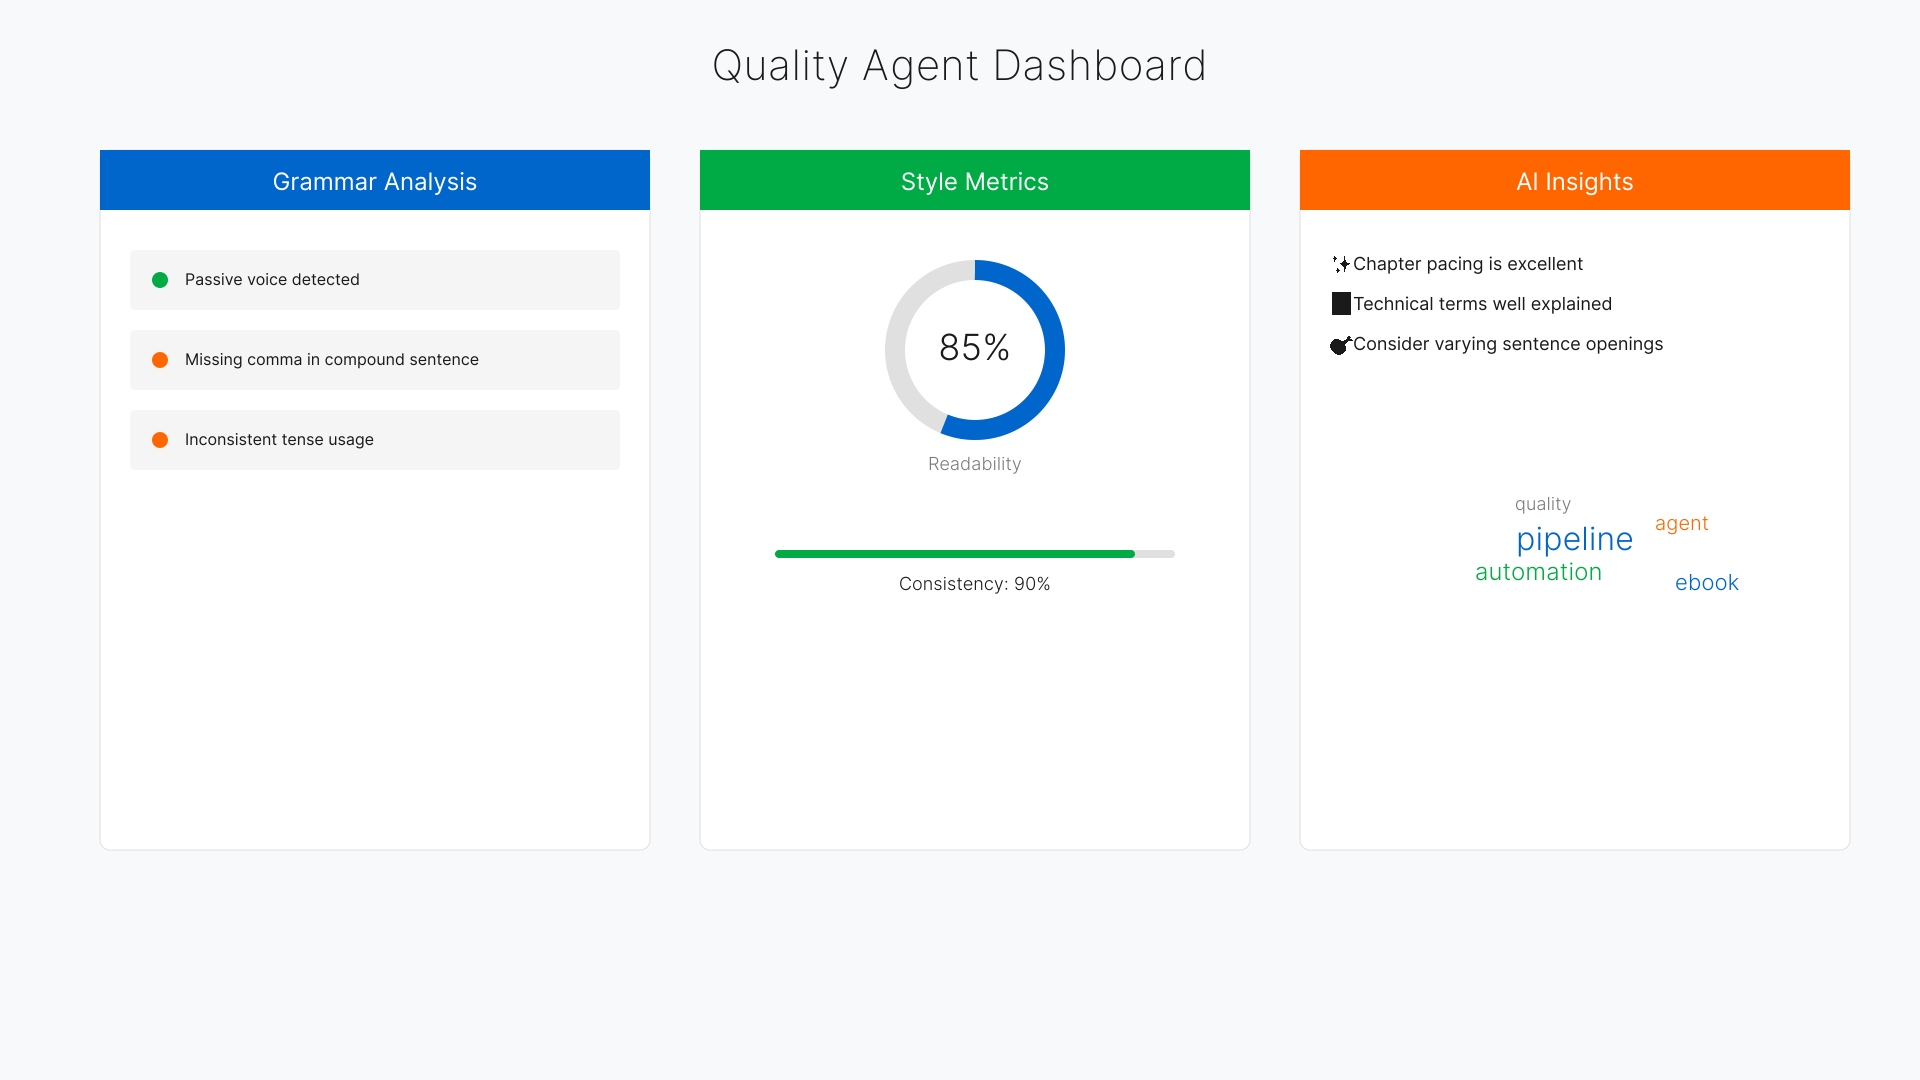 Quality Agent Dashboard
Grammar Analysis
Passive voice detected
Missing comma in compound sentence
Inconsistent tense usage
Style Metrics
85%
Readability
Consistency: 90%
AI Insights
Chapter pacing is excellent
Technical terms well explained
Consider varying sentence openings
quality
agent
pipeline
automation
ebook